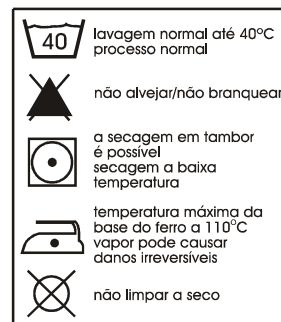 40
lavagem normal até 40°C
processo normal
não alvejar/não branquear
a secagem em tambor
é possível
secagem a baixa
temperatura
temperatura máxima da
base do ferro a 110°C
vapor pode causar
danos irreversíveis
não limpar a seco